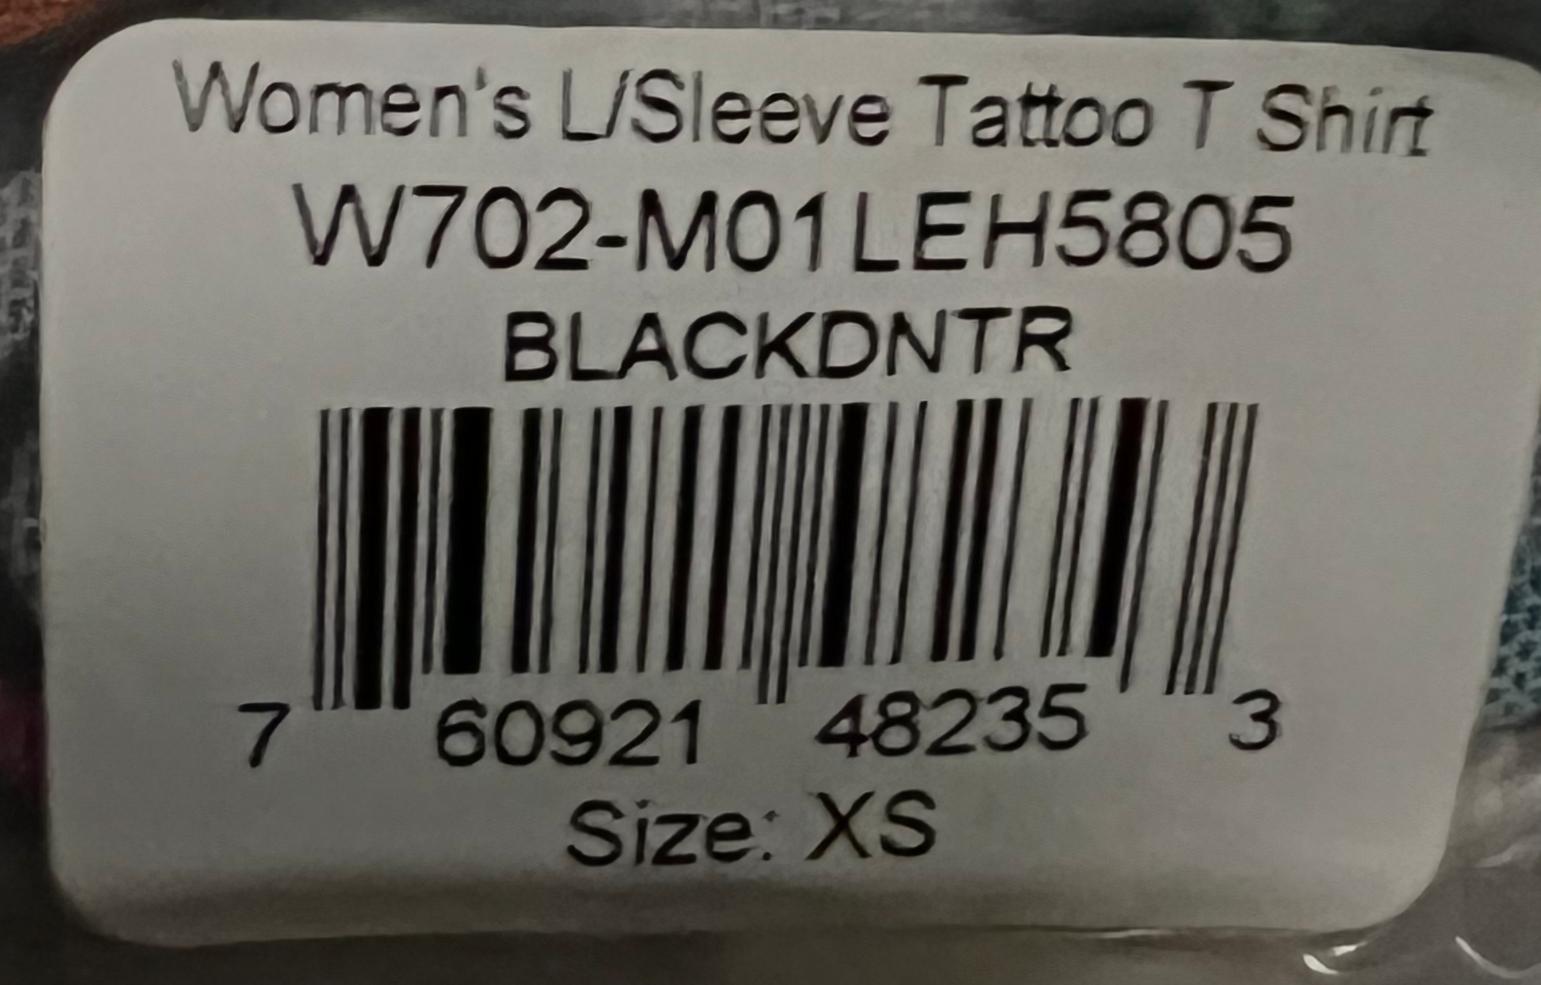 Women's L/Sleeve Tattoo T Shirt
W702-M01LEH5805
BLACKDNTR
7 60921 48235 3
Size: XS